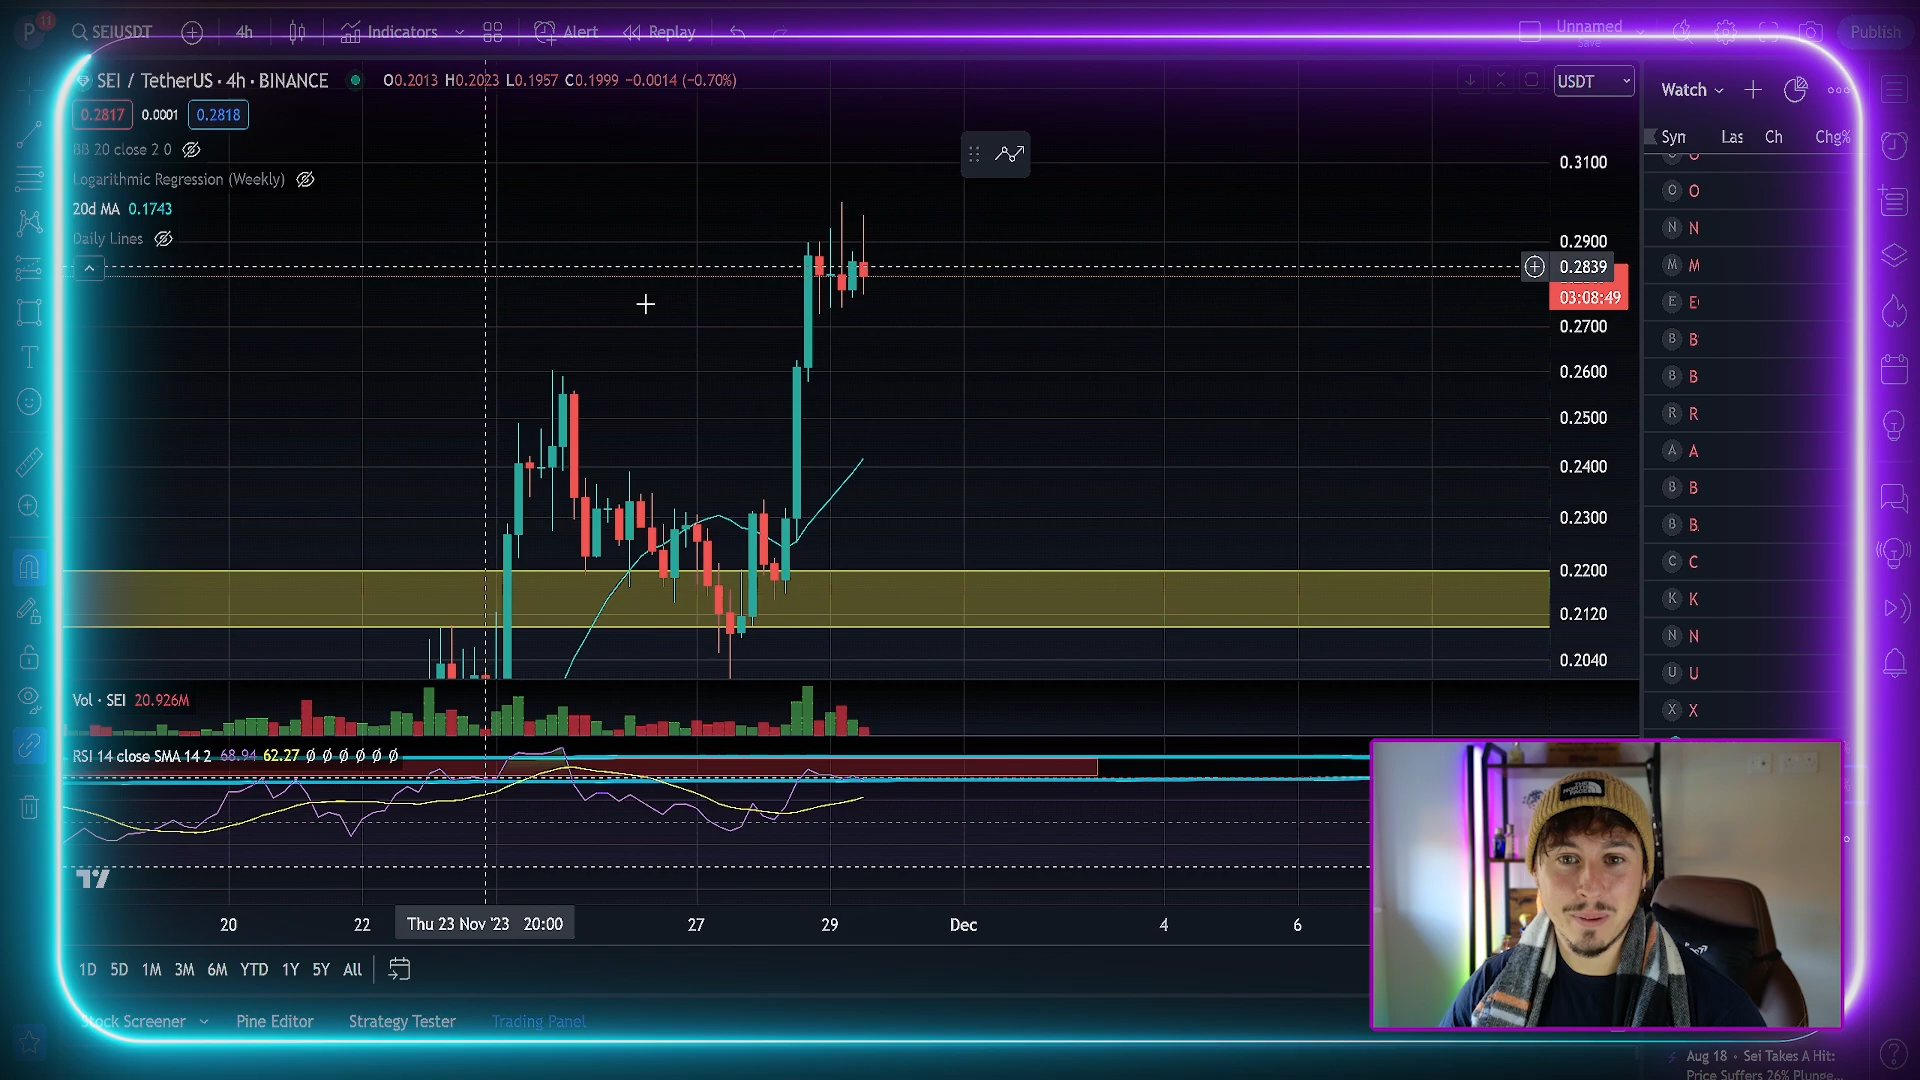 P 11 SEIUSDT 4h Indicators Alert Replay Unnamed Save Publish
SEI / TetherUS · 4h · BINANCE O0.2013 H0.2023 L0.1957 C0.1999 −0.0014 (−0.70%) USDT
0.2817 0.0001 0.2818
BB 20 close 2 0
Logarithmic Regression (Weekly)
20d MA 0.1743
Daily Lines
0.3100
0.2900
0.2839
03:08:49
0.2700
0.2600
0.2500
0.2400
0.2300
0.2200
0.2120
0.2040
Watch
Syn Las Ch Chg%
O O
N N
M M
E E
B B
B B
R R
A A
B B
B B
C C
K K
N N
U U
X X
Vol · SEI 20.926M
RSI 14 close SMA 14 2 68.94 62.27 Ø Ø Ø Ø Ø Ø
20 22 Thu 23 Nov '23 20:00 27 29 Dec 4 6
1D 5D 1M 3M 6M YTD 1Y 5Y All
Stock Screener Pine Editor Strategy Tester Trading Panel
THE NORTH FACE
Aug 18 · Sei Takes A Hit:
Price Suffers 26% Plunge...